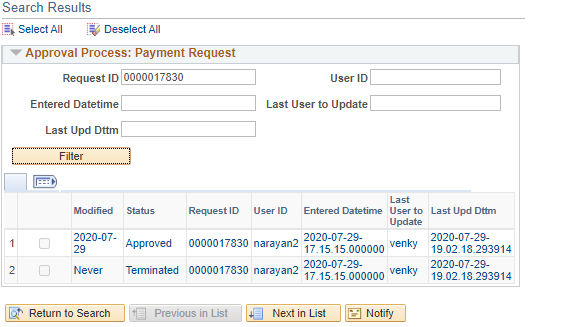 Search Results
Select All Deselect All
Approval Process: Payment Request
Request ID 0000017830 User ID
Entered Datetime Last User to Update
Last Upd Dttm
Filter
Modified Status Request ID User ID Entered Datetime Last User to Update Last Upd Dttm
1 2020-07-29 Approved 0000017830 narayan2 2020-07-29-17.15.15.000000 venky 2020-07-29-19.02.18.293914
2 Never Terminated 0000017830 narayan2 2020-07-29-17.15.15.000000 venky 2020-07-29-19.02.18.293914
Return to Search Previous in List Next in List Notify